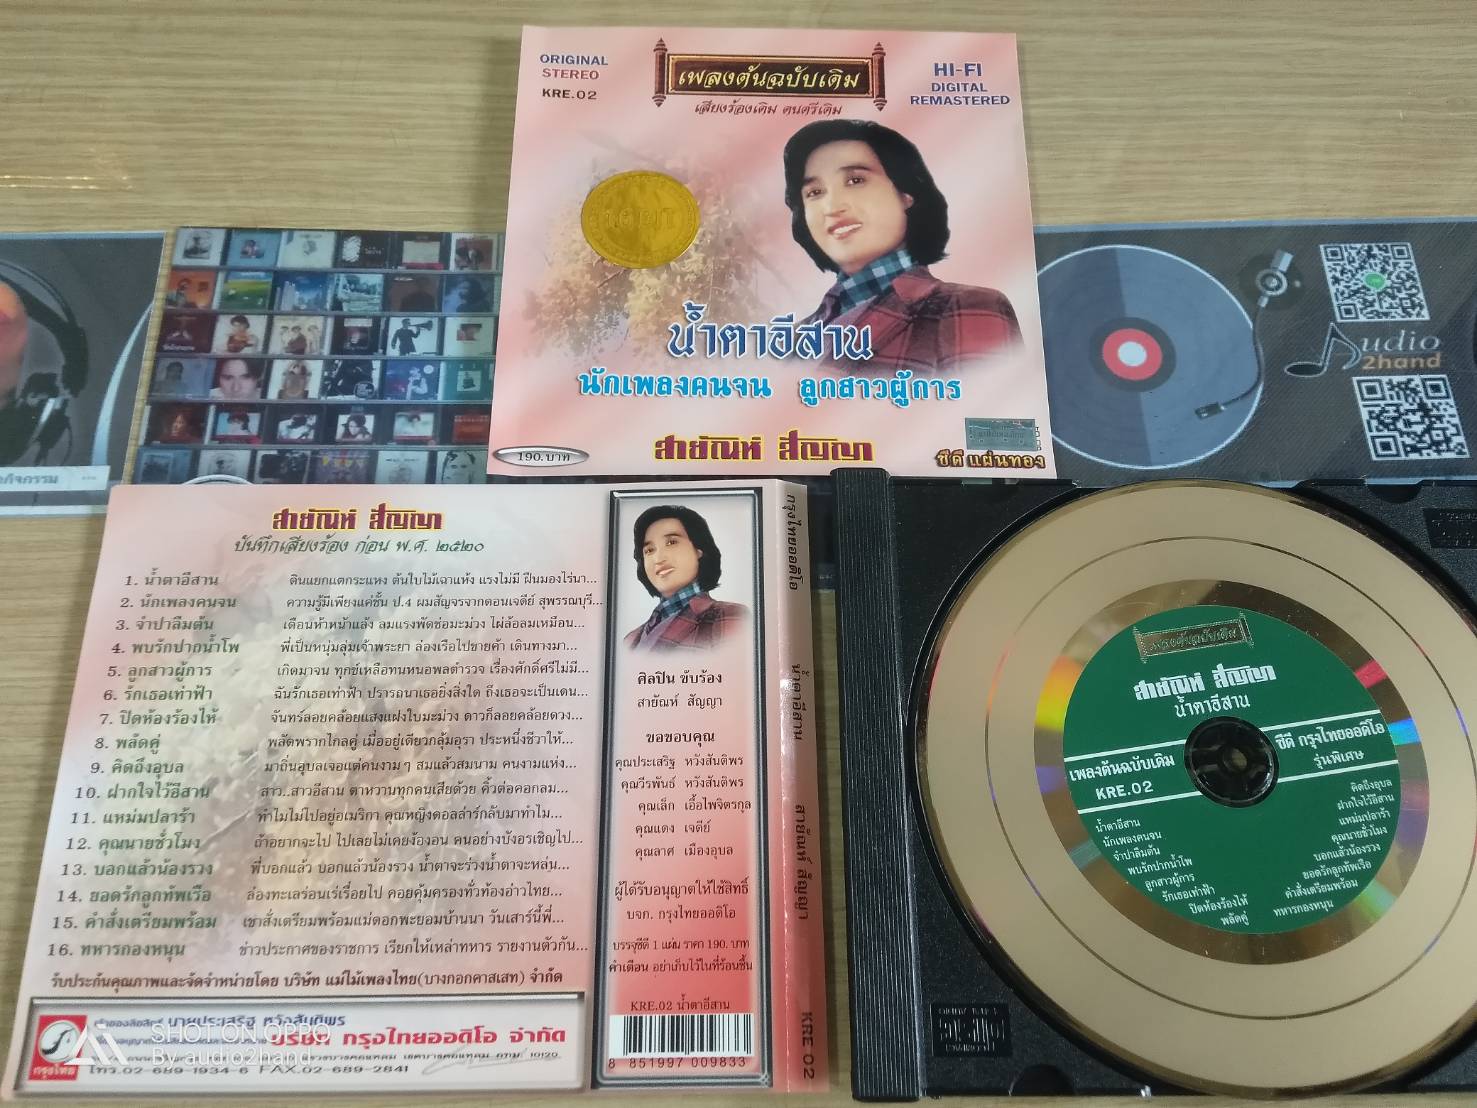 ORIGINAL
STEREO
KRE.02
เพลงต้นฉบับเดิม
เสียงร้องเดิม ดนตรีเดิม
HI-FI
DIGITAL
REMASTERED
น้ำตาอีสาน
นักเพลงคนจน ลูกสาวผู้การ
190.บาท
สายัณห์ สัญญา
ซีดี แผ่นทอง
udio
2hand
กิจกรรม
สายัณห์ สัญญา
บันทึกเสียงร้อง ก่อน พ.ศ. ๒๕๒๐
1. น้ำตาอีสาน ดินแยกแตกระแหง ต้นใบไม้เฉาแห้ง แรงไม่มี ฝืนมองไร่นา...
2. นักเพลงคนจน ความรู้มีเพียงแค่ชั้น ป.4 ผมสัญจรจากดอนเจดีย์ สุพรรณบุรี...
3. จำปาลืมต้น เดือนห้าหน้าแล้ง ลมแรงพัดช่อมะม่วง ไผ่ล้อลมเหมือน...
4. พบรักปากน้ำโพ พี่เป็นหนุ่มลุ่มเจ้าพระยา ล่องเรือไปขายค้า เดินทางมา...
5. ลูกสาวผู้การ เกิดมาจน ทุกข์เหลือทนหนอพลตำรวจ เรื่องศักดิ์ศรีไม่มี...
6. รักเธอเท่าฟ้า ฉันรักเธอเท่าฟ้า ปรารถนาเธอยิ่งสิ่งใด ถึงเธอจะเป็นเดน...
7. ปิดห้องร้องไห้ จันทร์ลอยคล้อยแสงแฝงใบมะม่วง ดาวก็ลอยคล้อยดวง...
8. พลัดคู่ พลัดพรากไกลคู่ เมื่ออยู่เดียวกลุ้มอุรา ประหนึ่งชีวาให้...
9. คิดถึงอุบล มาถิ่นอุบลเจอแต่คนงาม ๆ สมแล้วสมนาม คนงามแห่ง...
10. ฝากใจไว้อีสาน สาว..สาวอีสาน ตาหวานทุกคนเสียด้วย คิ้วต่อคอกลม...
11. แหม่มปลาร้า ทำไมไม่ไปอยู่อเมริกา คุณหญิงดอลล่าร์กลับมาทำไม...
12. คุณนายชั่วโมง ถ้าอยากจะไป ไปเลยไม่เคยง้องอน คนอย่างบังอรเชิญไป...
13. บอกแล้วน้องรวง พี่บอกแล้ว บอกแล้วน้องรวง น้ำตาจะร่วงน้ำตาจะหล่น...
14. ยอดรักลูกทัพเรือ ล่องทะเลร่อนเร่เรื่อยไป คอยคุ้มครองทั่วท้องอ่าวไทย...
15. คำสั่งเตรียมพร้อม เขาสั่งเตรียมพร้อมแม่ดอกพะยอมบ้านนา วันเสาร์นี้พี่...
16. ทหารกองหนุน ข่าวประกาศของราชการ เรียกให้เหล่าทหาร รายงานตัวกัน...
รับประกันคุณภาพและจัดจำหน่ายโดย บริษัท แม่ไม้เพลงไทย(บางกอกคาสเสท) จำกัด
นายประเสริฐ หวังสันติพร
บริษัท กรุงไทยออดิโอ จำกัด
โทร.02-689-1934-6 FAX.02-689-2841
กรุงไทย
SHOT ON OPPO
By audio2hand
ศิลปิน ขับร้อง
สายัณห์ สัญญา
ขอขอบคุณ
คุณประเสริฐ หวังสันติพร
คุณวีรพันธ์ หวังสันติพร
คุณเล็ก เอื้อไพจิตรกุล
คุณแดง เจดีย์
คุณลาศ เมืองอุบล
ผู้ได้รับอนุญาตให้ใช้สิทธิ์
บจก. กรุงไทยออดิโอ
บรรจุซีดี 1 แผ่น ราคา 190. บาท
คำเตือน อย่าเก็บไว้ในที่ร้อนชื้น
KRE.02 น้ำตาอีสาน
8 851997 009833
กรุงไทยออดิโอ น้ำตาอีสาน สายัณห์ สัญญา KRE 02
เพลงต้นฉบับเดิม
สายัณห์ สัญญา
น้ำตาอีสาน
เพลงต้นฉบับเดิม
KRE.02
ซีดี กรุงไทยออดิโอ
รุ่นพิเศษ
น้ำตาอีสาน
นักเพลงคนจน
จำปาลืมต้น
พบรักปากน้ำโพ
ลูกสาวผู้การ
รักเธอเท่าฟ้า
ปิดห้องร้องไห้
พลัดคู่
คิดถึงอุบล
ฝากใจไว้อีสาน
แหม่มปลาร้า
คุณนายชั่วโมง
บอกแล้วน้องรวง
ยอดรักลูกทัพเรือ
คำสั่งเตรียมพร้อม
ทหารกองหนุน